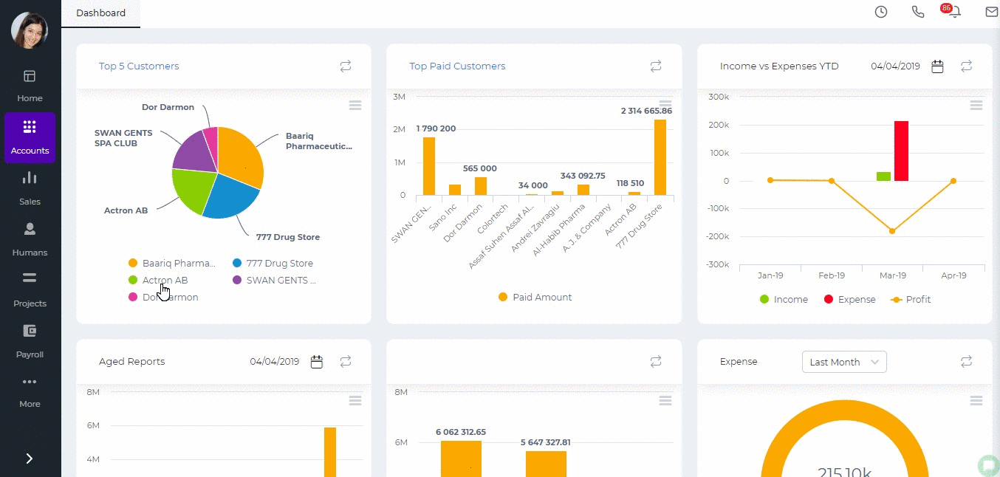 Dashboard
86
Home
Accounts
Sales
Humans
Projects
Payroll
More
Top 5 Customers
Dor Darmon
SWAN GENTS
SPA CLUB
Baariq
Pharmaceutic...
Actron AB
777 Drug Store
Baariq Pharma...
777 Drug Store
Actron AB
SWAN GENTS ...
Top Paid Customers
3M
2M
1M
0
1 790 200
565 000
34 000
343 092.75
118 510
2 314 665.86
SWAN GEN...
Sano Inc
Dor Darmon
Colortech
Assaf Suhen Assaf Al...
Andrei Zavragiu
Al-Habib Pharma
A. J. & Company
Actron AB
777 Drug Store
Paid Amount
Income vs Expenses YTD
04/04/2019
300k
200k
100k
0
-100k
-200k
-300k
Jan-19
Feb-19
Mar-19
Apr-19
Income
Expense
Profit
Aged Reports
04/04/2019
8M
6M
4M
8M
6M
6 062 312.65
5 647 327.81
Expense
Last Month
215.10k